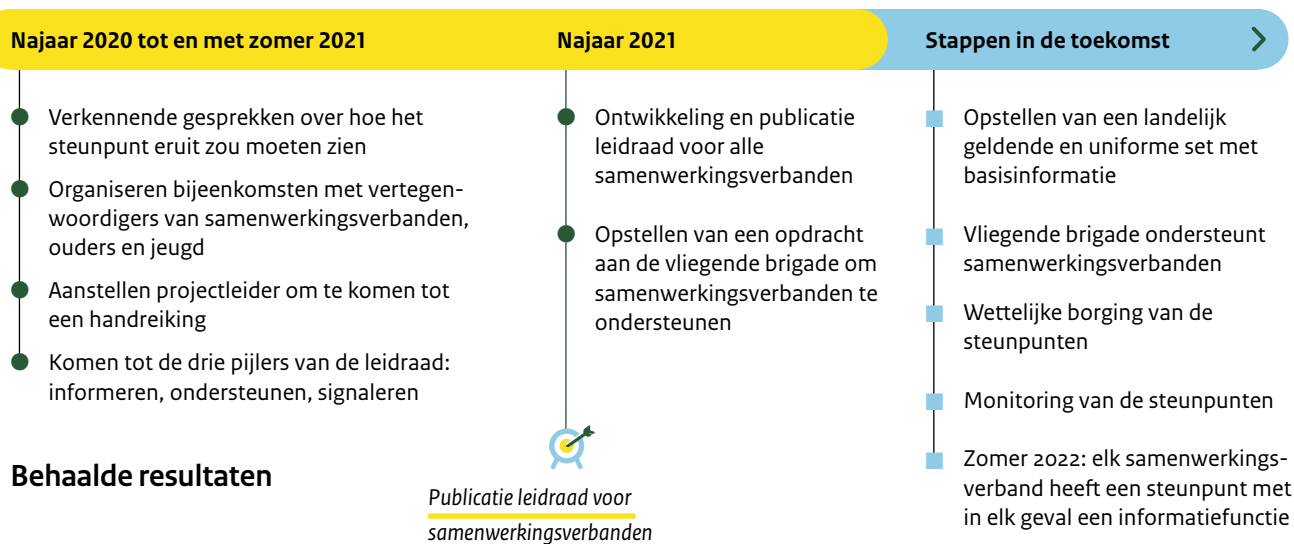 Najaar 2020 tot en met zomer 2021
Verkennende gesprekken over hoe het
steunpunt eruit zou moeten zien
Organiseren bijeenkomsten met vertegen-
woordigers van samenwerkingsverbanden,
ouders en jeugd
Aanstellen projectleider om te komen tot
een handreiking
Komen tot de drie pijlers van de leidraad:
informeren, ondersteunen, signaleren
Najaar 2021
Ontwikkeling en publicatie
leidraad voor alle
samenwerkingsverbanden
Opstellen van een opdracht
aan de vliegende brigade om
samenwerkingsverbanden te
ondersteunen
Behaalde resultaten
Publicatie leidraad voor
samenwerkingsverbanden
Stappen in de toekomst
Opstellen van een landelijk
geldende en uniforme set met
basisinformatie
Vliegende brigade ondersteunt
samenwerkingsverbanden
Wettelijke borging van de
steunpunten
Monitoring van de steunpunten
Zomer 2022: elk samenwerkings-
verband heeft een steunpunt met
in elk geval een informatiefunctie